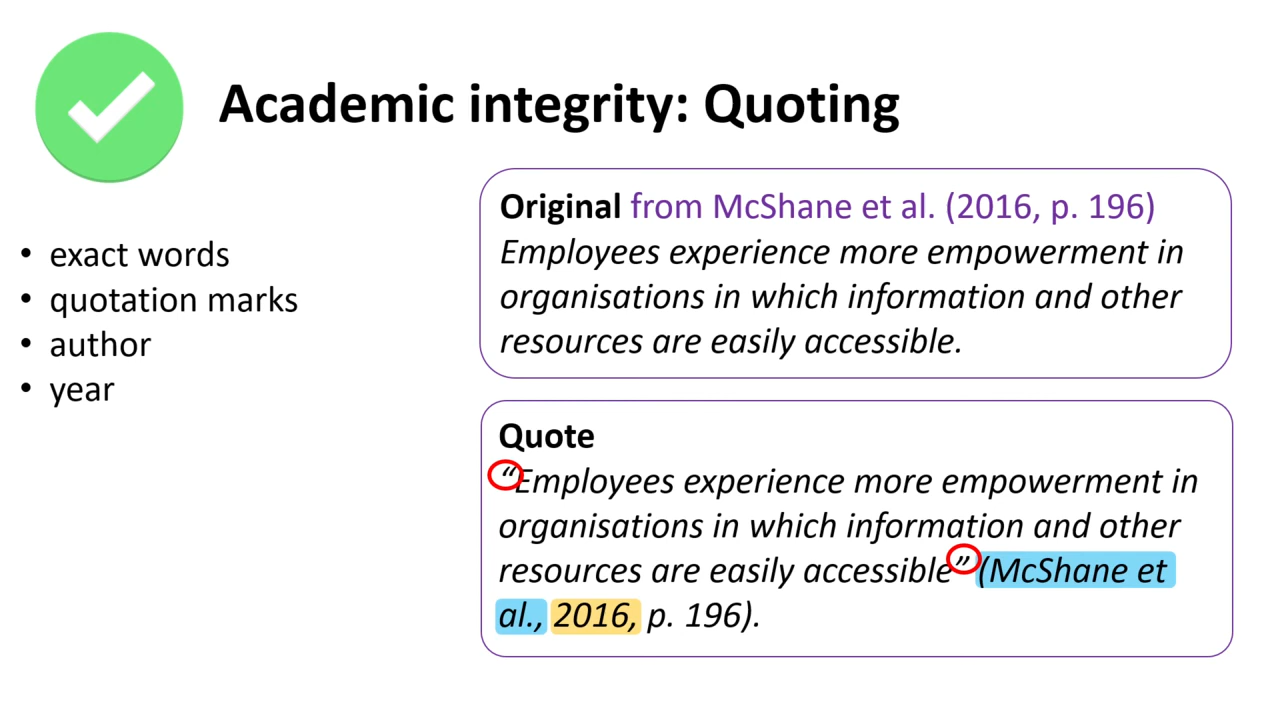 Academic integrity: Quoting
• exact words
• quotation marks
• author
• year
Original from McShane et al. (2016, p. 196)
Employees experience more empowerment in
organisations in which information and other
resources are easily accessible.
Quote
“Employees experience more empowerment in
organisations in which information and other
resources are easily accessible” (McShane et
al., 2016, p. 196).